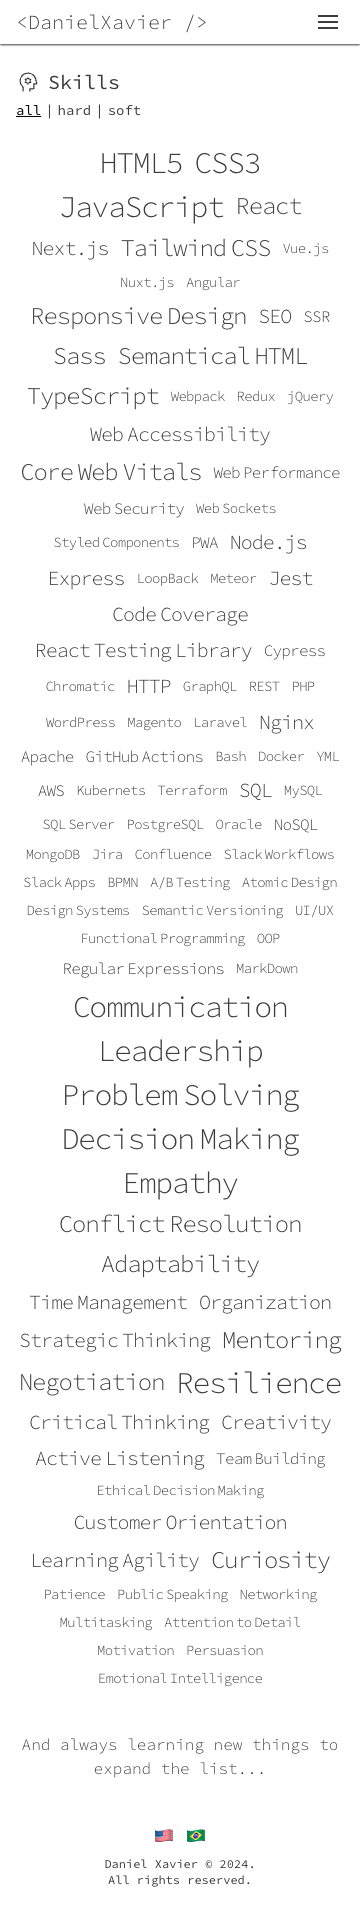 <DanielXavier />
Skills
all | hard | soft
HTML5 CSS3
JavaScript React
Next.js Tailwind CSS Vue.js
Nuxt.js Angular
Responsive Design SEO SSR
Sass Semantical HTML
TypeScript Webpack Redux jQuery
Web Accessibility
Core Web Vitals Web Performance
Web Security Web Sockets
Styled Components PWA Node.js
Express LoopBack Meteor Jest
Code Coverage
React Testing Library Cypress
Chromatic HTTP GraphQL REST PHP
WordPress Magento Laravel Nginx
Apache GitHub Actions Bash Docker YML
AWS Kubernets Terraform SQL MySQL
SQL Server PostgreSQL Oracle NoSQL
MongoDB Jira Confluence Slack Workflows
Slack Apps BPMN A/B Testing Atomic Design
Design Systems Semantic Versioning UI/UX
Functional Programming OOP
Regular Expressions MarkDown
Communication
Leadership
Problem Solving
Decision Making
Empathy
Conflict Resolution
Adaptability
Time Management Organization
Strategic Thinking Mentoring
Negotiation Resilience
Critical Thinking Creativity
Active Listening Team Building
Ethical Decision Making
Customer Orientation
Learning Agility Curiosity
Patience Public Speaking Networking
Multitasking Attention to Detail
Motivation Persuasion
Emotional Intelligence
And always learning new things to
expand the list...
Daniel Xavier © 2024.
All rights reserved.